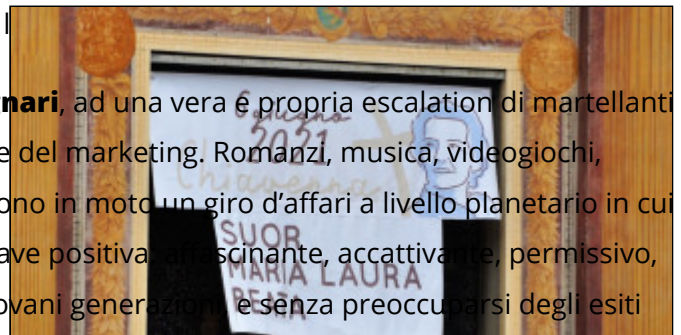 l
nari, ad una vera e propria escalation di martellanti
e del marketing. Romanzi, musica, videogiochi,
ono in moto un giro d’affari a livello planetario in cui
ave positiva: affascinante, accattivante, permissivo,
ovani generazioni, e senza preoccuparsi degli esiti
6 giugno
2021
Chiavenna
SUOR
MARIA LAURA
BEATA